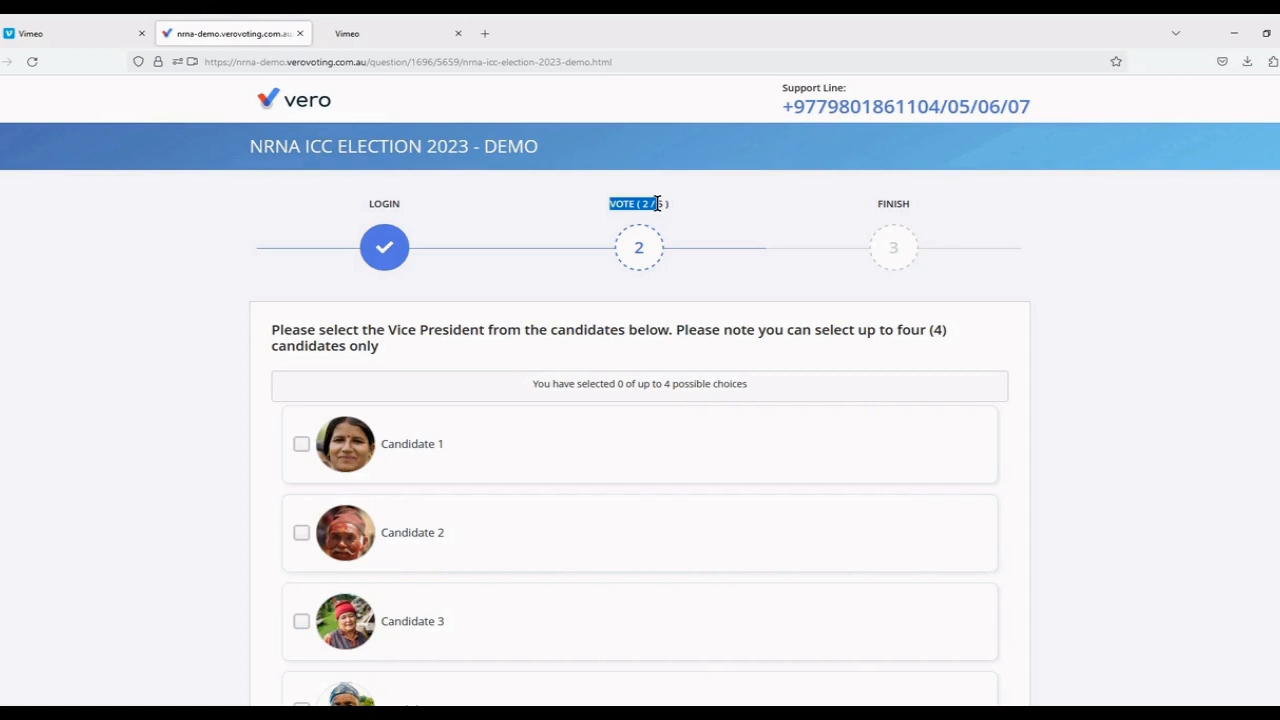 Vimeo
nrna-demo.verovoting.com.au
Vimeo
https://nrna-demo.verovoting.com.au/question/1696/5659/nrna-icc-election-2023-demo.html
vero
Support Line:
+9779801861104/05/06/07
NRNA ICC ELECTION 2023 - DEMO
LOGIN
VOTE ( 2 / 5 )
FINISH
2
3
Please select the Vice President from the candidates below. Please note you can select up to four (4)
candidates only
You have selected 0 of up to 4 possible choices
Candidate 1
Candidate 2
Candidate 3